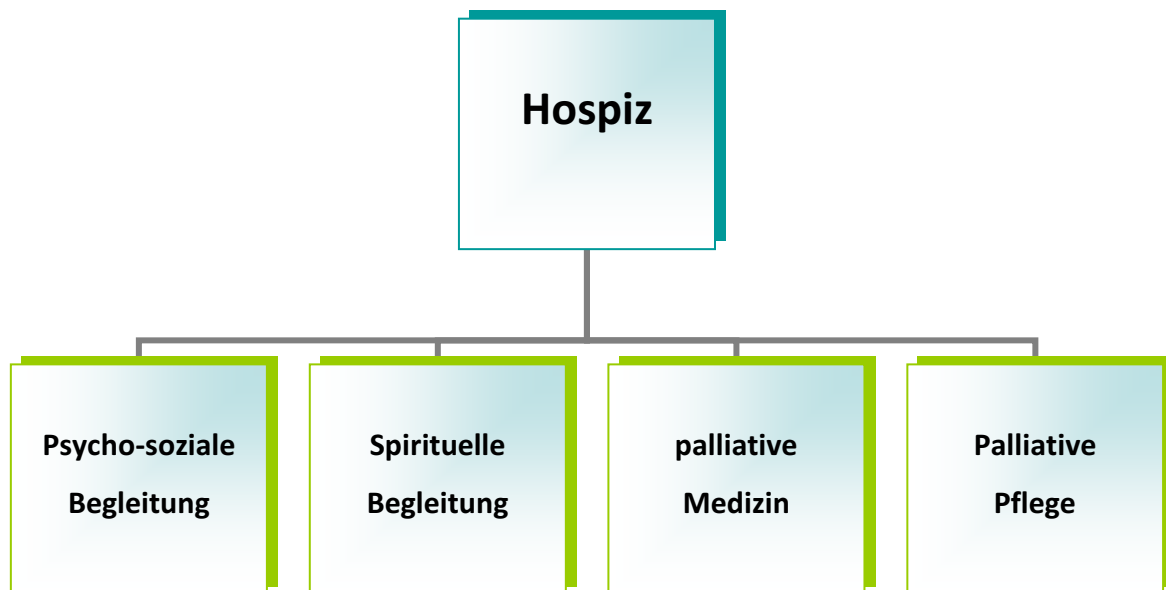 Hospiz
Psycho-soziale
Begleitung
Spirituelle
Begleitung
palliative
Medizin
Palliative
Pflege